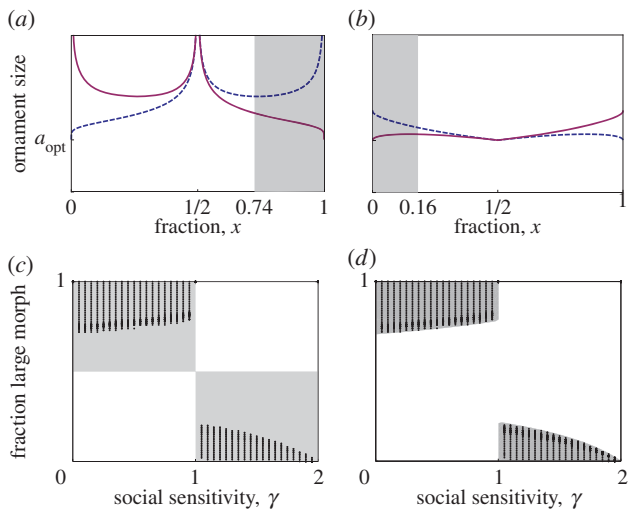 (a)
(b)
ornament size
a_opt
0
1/2
0.74
1
fraction, x
0
0.16
1/2
1
fraction, x
(c)
(d)
fraction large morph
1
0
1
2
social sensitivity, γ
1
0
1
2
social sensitivity, γ